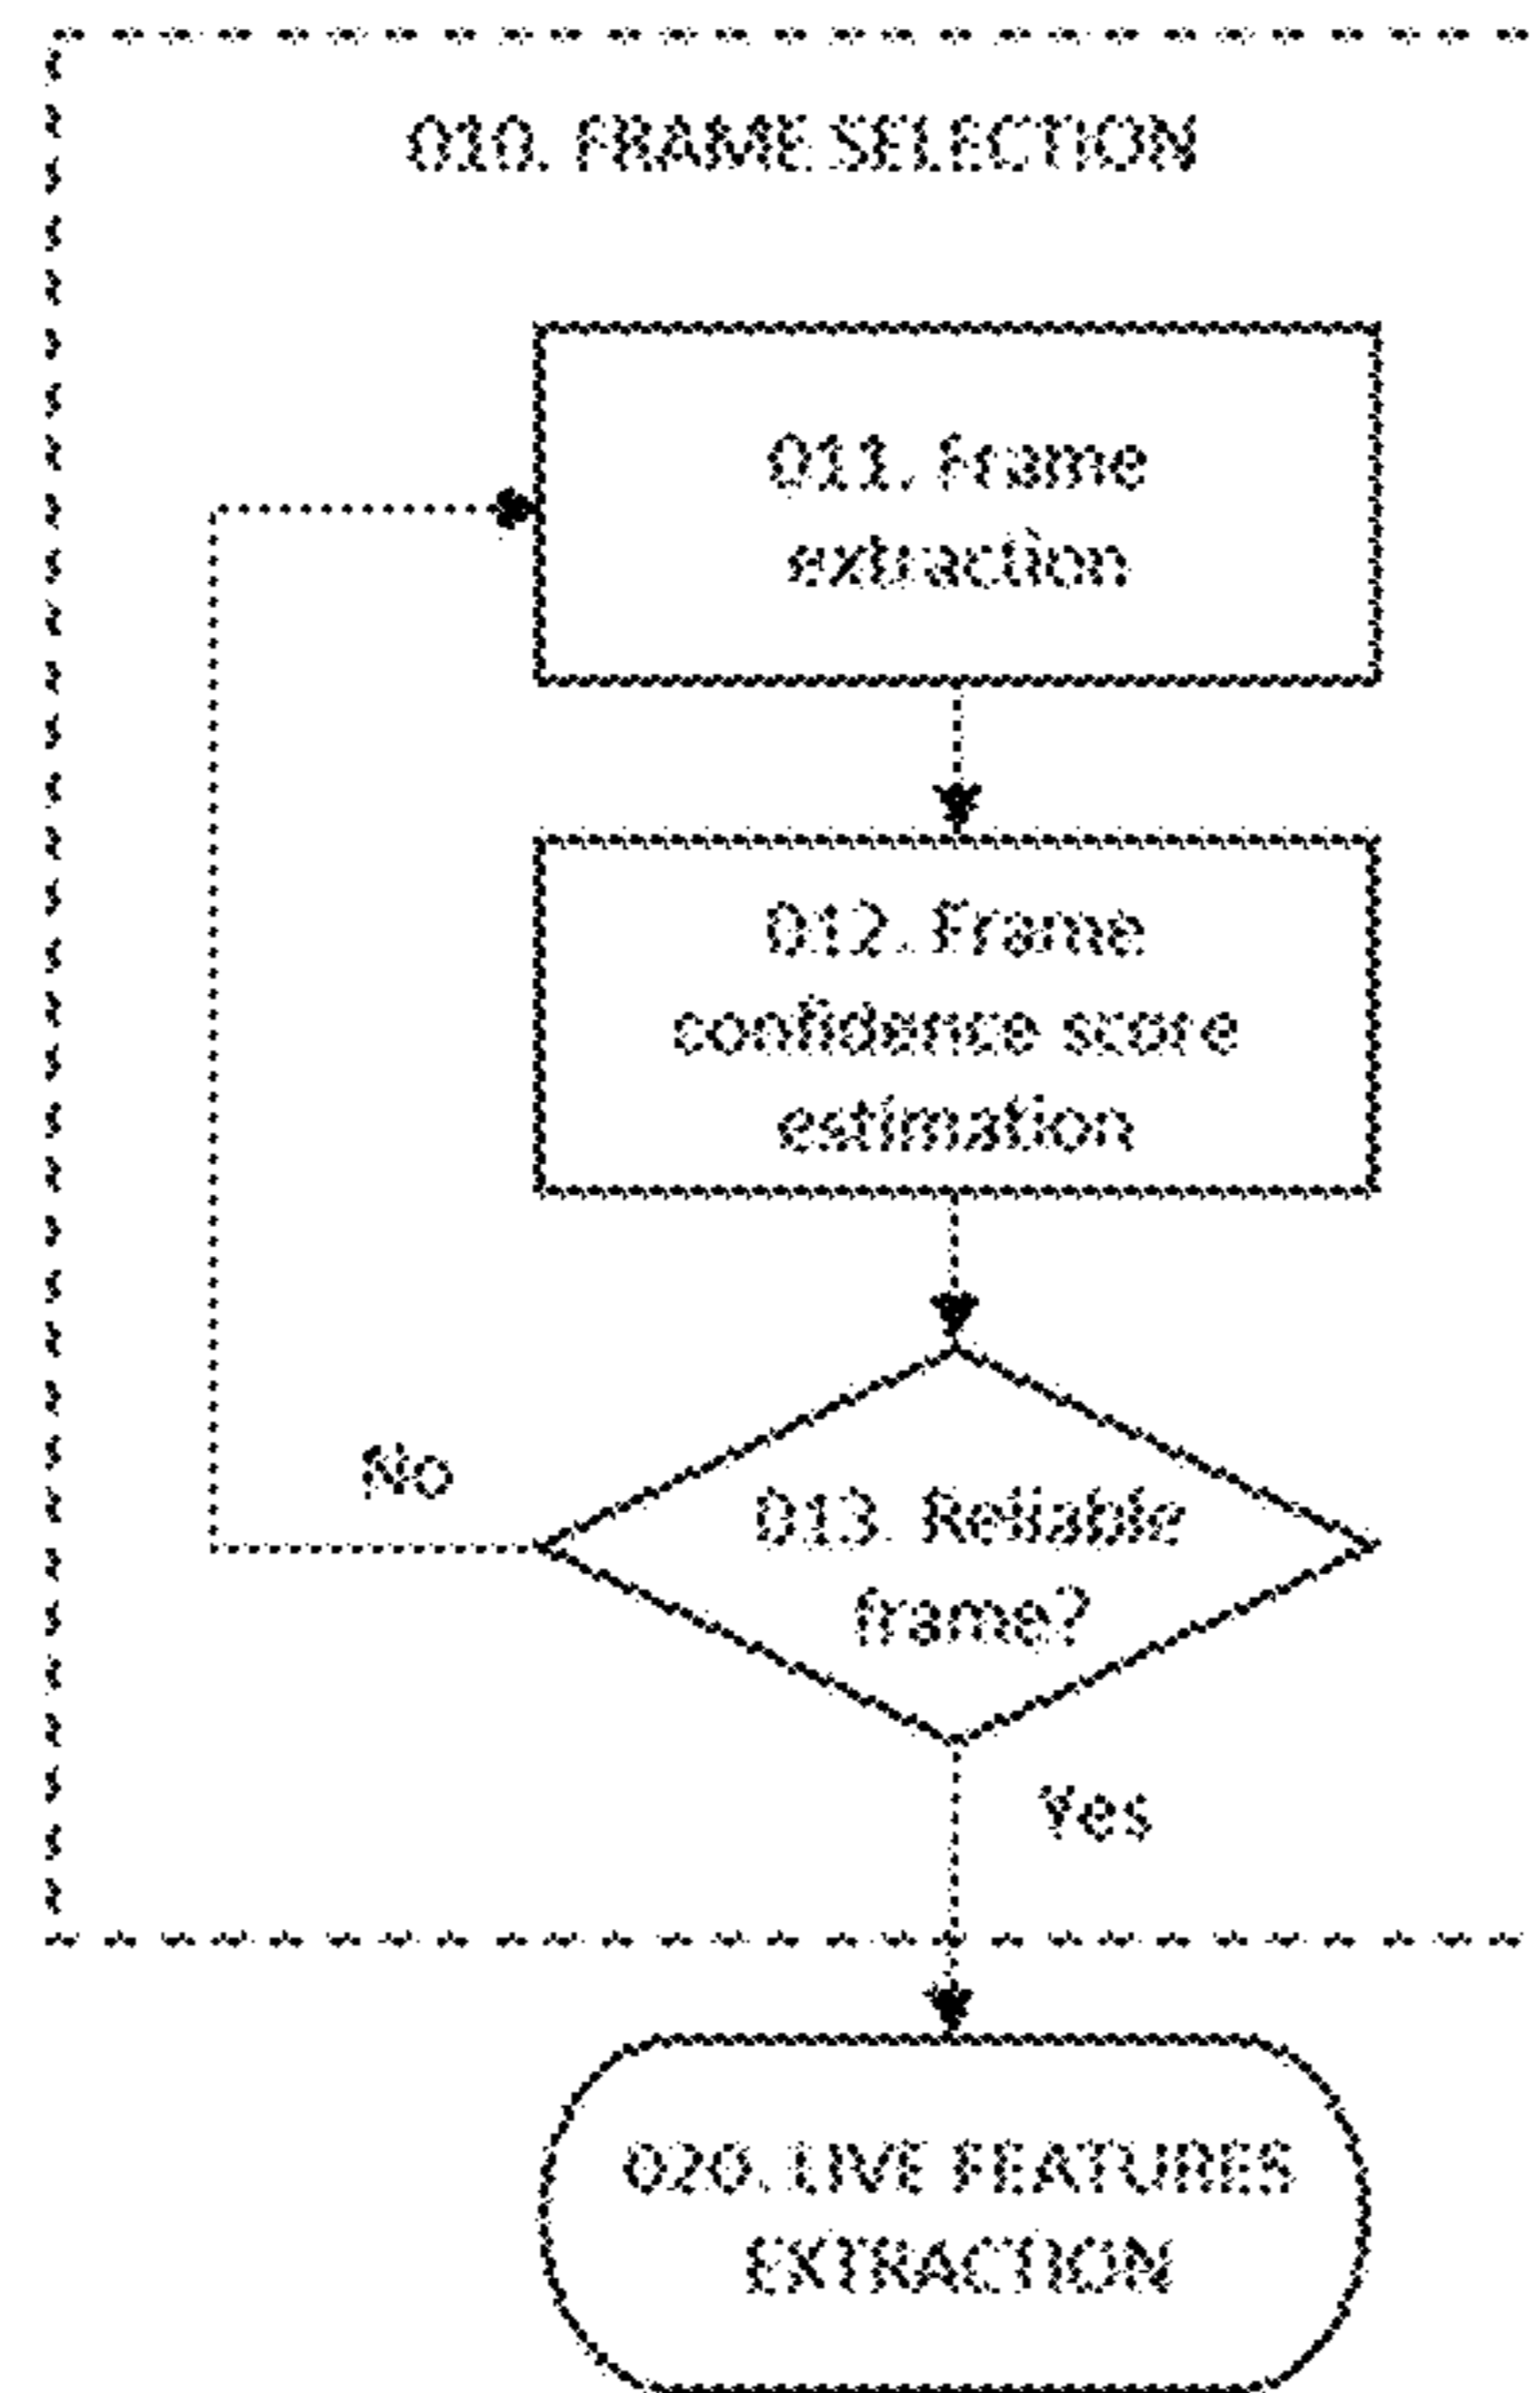 010. FRAME SELECTION
011. Frame
extraction
012. Frame
confidence score
estimation
013. Reliable
frame?
No
Yes
020. LIVE FEATURES
EXTRACTION